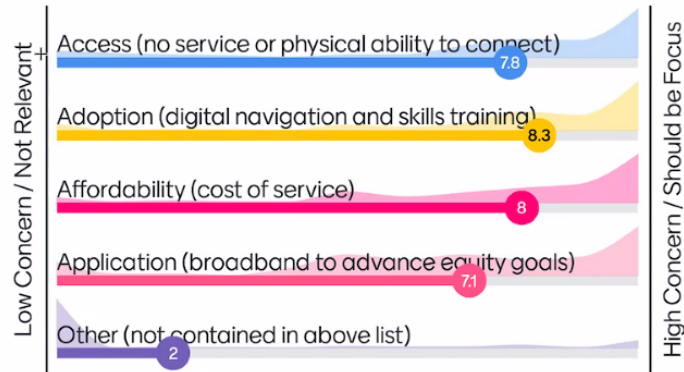 Low Concern / Not Relevant
Access (no service or physical ability to connect)
7.8
Adoption (digital navigation and skills training)
8.3
Affordability (cost of service)
8
Application (broadband to advance equity goals)
7.1
Other (not contained in above list)
2
High Concern / Should be Focus